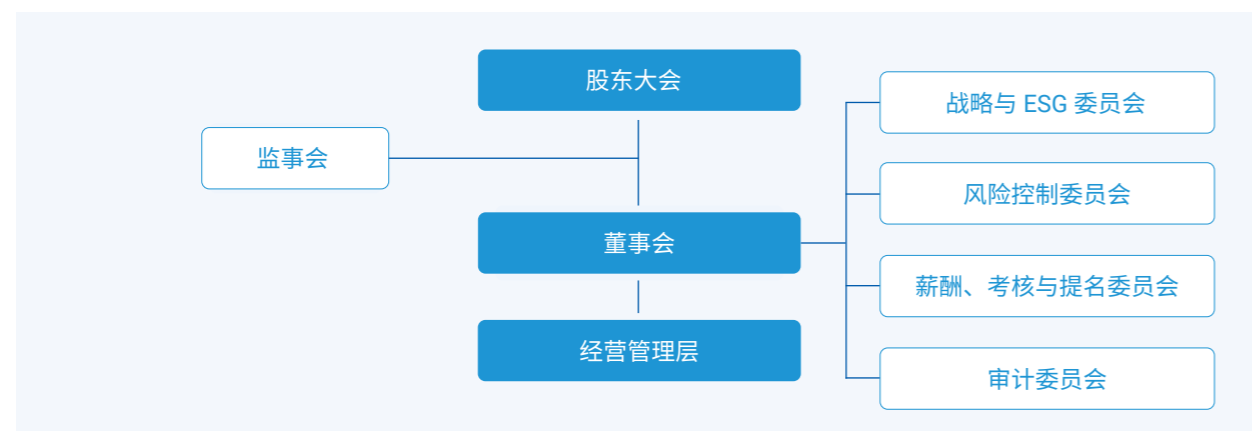 股东大会
监事会
董事会
经营管理层
战略与 ESG 委员会
风险控制委员会
薪酬、考核与提名委员会
审计委员会